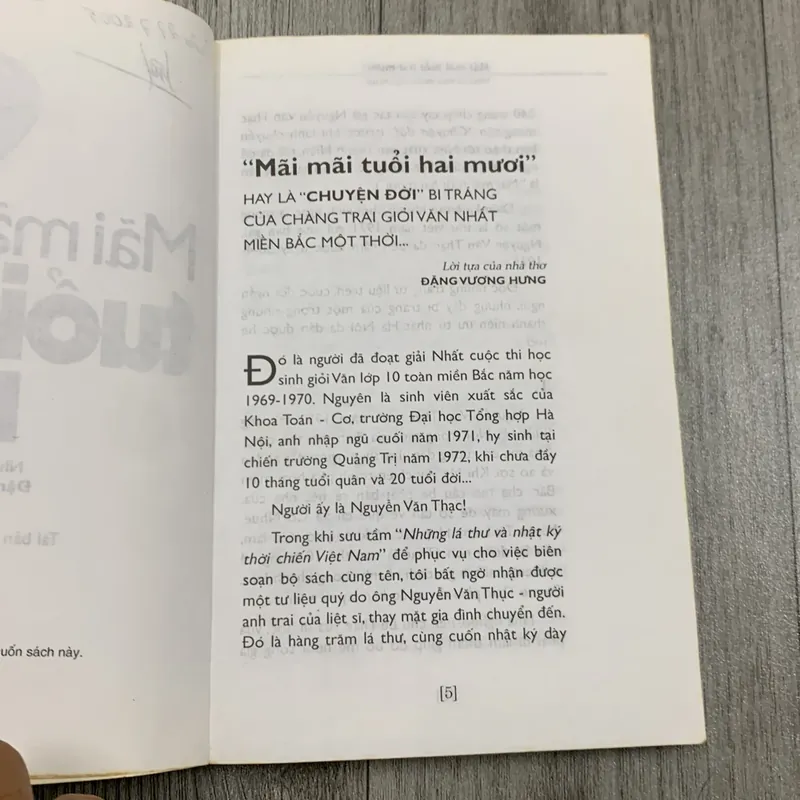 27 7 2005
"Mãi mãi tuổi hai mươi"
HAY LÀ "CHUYỆN ĐỜI" BI TRÁNG
CỦA CHÀNG TRAI GIỎI VĂN NHẤT
MIỀN BẮC MỘT THỜI...
Lời tựa của nhà thơ
ĐẶNG VƯƠNG HƯNG
Đó là người đã đoạt giải Nhất cuộc thi học
sinh giỏi Văn lớp 10 toàn miền Bắc năm học
1969-1970. Nguyên là sinh viên xuất sắc của
Khoa Toán - Cơ, trường Đại học Tổng hợp Hà
Nội, anh nhập ngũ cuối năm 1971, hy sinh tại
chiến trường Quảng Trị năm 1972, khi chưa đầy
10 tháng tuổi quân và 20 tuổi đời...
Người ấy là Nguyễn Văn Thạc!
Trong khi sưu tầm "Những lá thư và nhật ký
thời chiến Việt Nam" để phục vụ cho việc biên
soạn bộ sách cùng tên, tôi bất ngờ nhận được
một tư liệu quý do ông Nguyễn Văn Thục - người
anh trai của liệt sĩ, thay mặt gia đình chuyển đến.
Đó là hàng trăm lá thư, cùng cuốn nhật ký dày
[5]
uốn sách này.